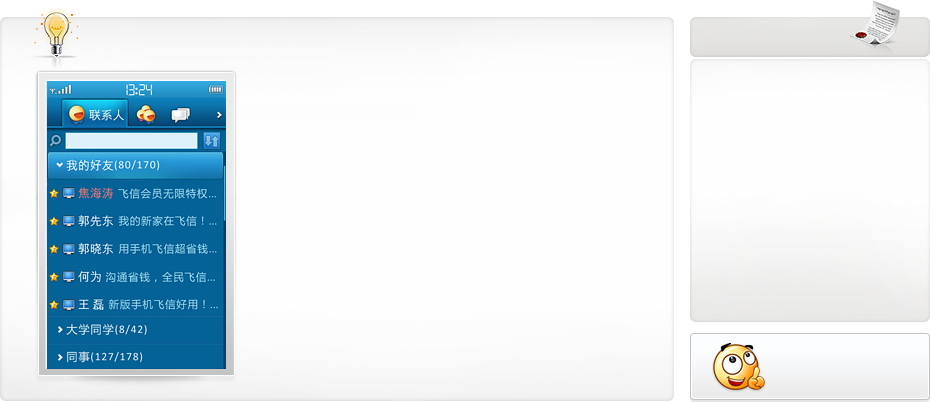 13:24
联系人
我的好友(80/170)
焦海涛 飞信会员无限特权...
郭先东 我的新家在飞信！...
郭晓东 用手机飞信超省钱...
何为 沟通省钱，全民飞信...
王 磊 新版手机飞信好用！...
大学同学(8/42)
同事(127/178)